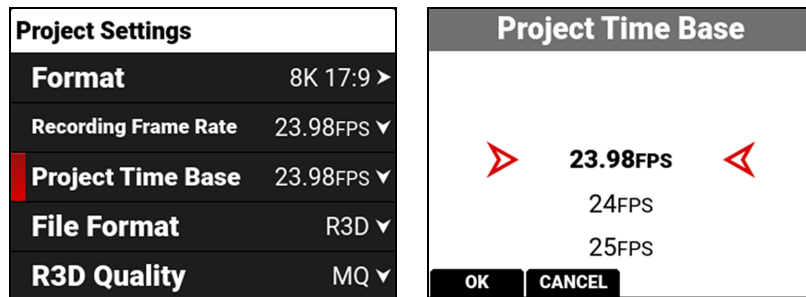 Project Settings
Format 8K 17:9
Recording Frame Rate 23.98FPS
Project Time Base 23.98FPS
File Format R3D
R3D Quality MQ
Project Time Base
23.98FPS
24FPS
25FPS
OK CANCEL